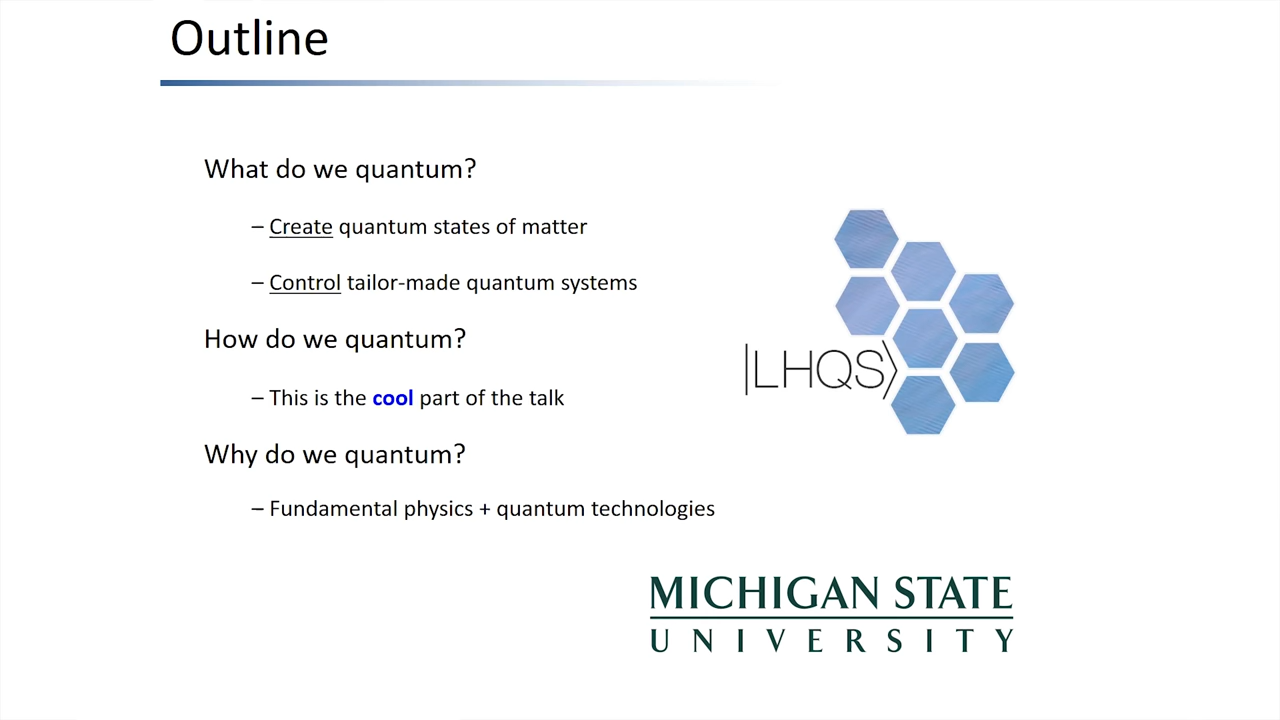 Outline
What do we quantum?
– Create quantum states of matter
– Control tailor-made quantum systems
How do we quantum?
– This is the cool part of the talk
Why do we quantum?
– Fundamental physics + quantum technologies
|LHQS⟩
MICHIGAN STATE
UNIVERSITY